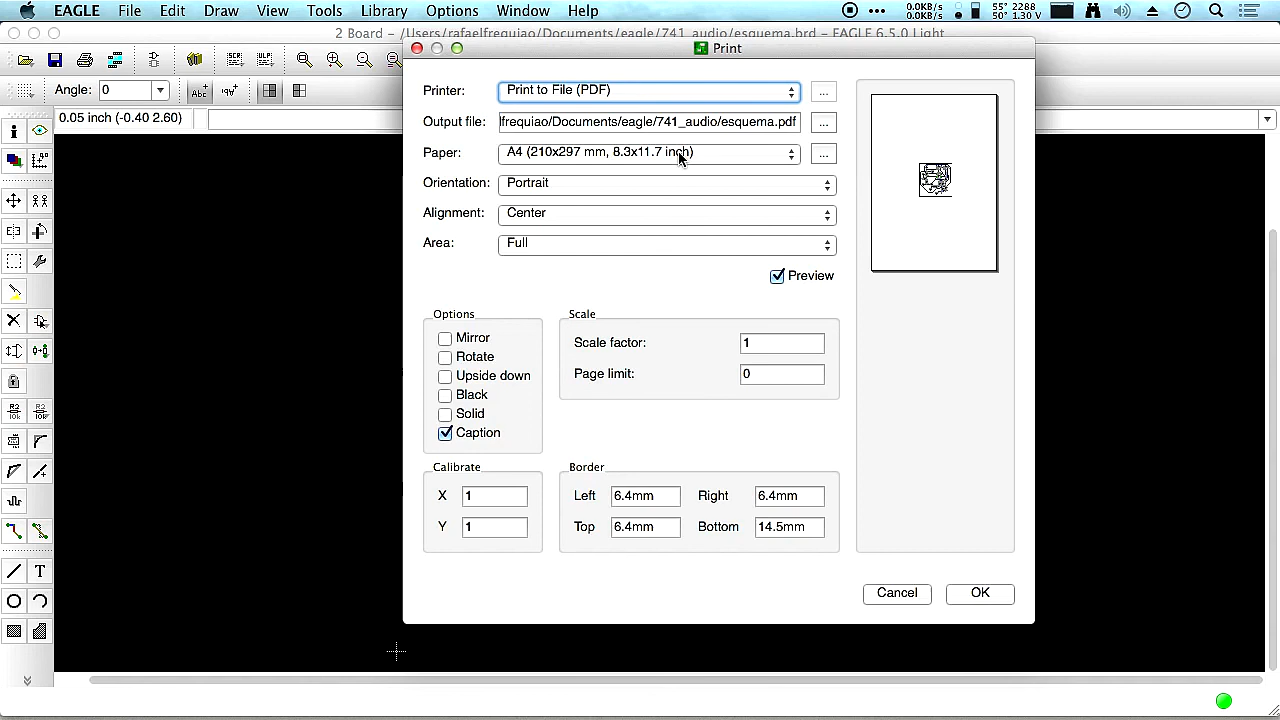 EAGLE File Edit Draw View Tools Library Options Window Help 0.0KB/s 0.0KB/s 55° 2288 50° 1.30 V
2 Board - /Users/rafaelfrequiao/Documents/eagle/741_audio/esquema.brd - EAGLE 6.5.0 Light
Print
Angle: 0
0.05 inch (-0.40 2.60)
Printer: Print to File (PDF) ...
Output file: lfrequiao/Documents/eagle/741_audio/esquema.pdf ...
Paper: A4 (210x297 mm, 8.3x11.7 inch) ...
Orientation: Portrait
Alignment: Center
Area: Full
Preview
Options
Mirror
Rotate
Upside down
Black
Solid
Caption
Scale
Scale factor: 1
Page limit: 0
Calibrate
X 1
Y 1
Border
Left 6.4mm Right 6.4mm
Top 6.4mm Bottom 14.5mm
Cancel OK